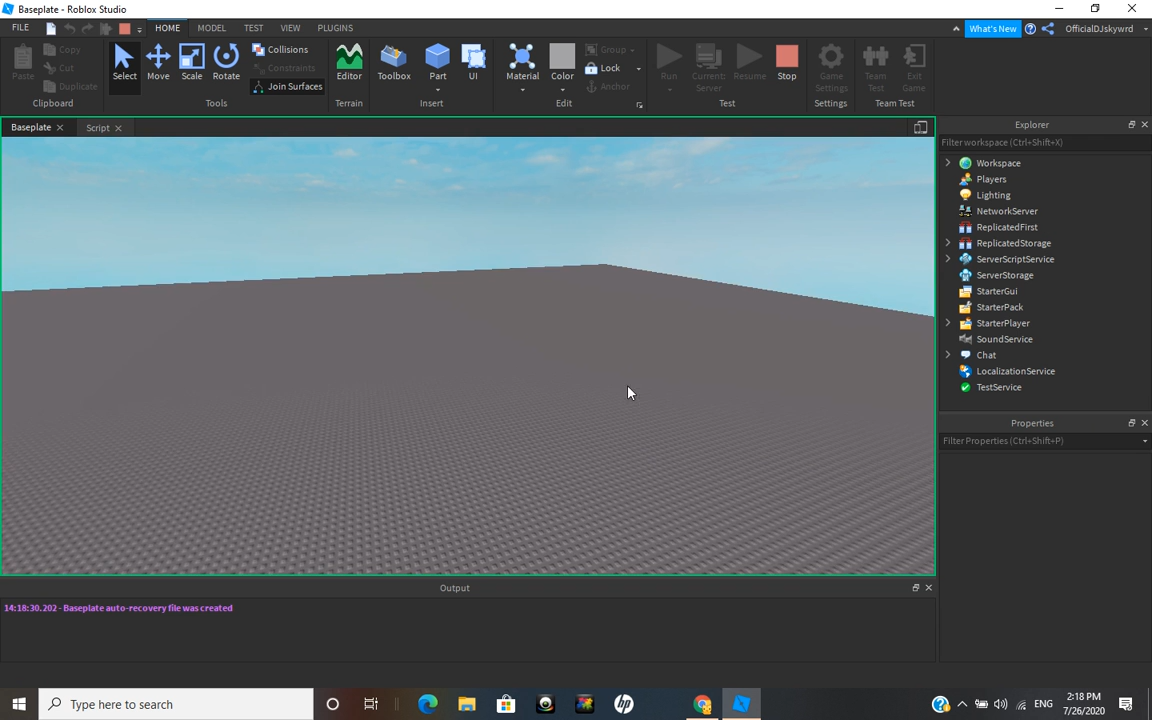 Baseplate - Roblox Studio
FILE HOME MODEL TEST VIEW PLUGINS What's New OfficialDJskywrd
Paste Copy Cut Duplicate
Select Move Scale Rotate Collisions Constraints Join Surfaces
Editor Toolbox Part UI
Material Color Group Lock Anchor
Run Current: Server Resume Stop
Game Settings Team Test Exit Game
Clipboard Tools Terrain Insert Edit Test Settings Team Test
Baseplate Script
Explorer
Filter workspace (Ctrl+Shift+X)
Workspace
Players
Lighting
NetworkServer
ReplicatedFirst
ReplicatedStorage
ServerScriptService
ServerStorage
StarterGui
StarterPack
StarterPlayer
SoundService
Chat
LocalizationService
TestService
Properties
Filter Properties (Ctrl+Shift+P)
Output
14:18:30.202 - Baseplate auto-recovery file was created
Type here to search
ENG
2:18 PM
7/26/2020